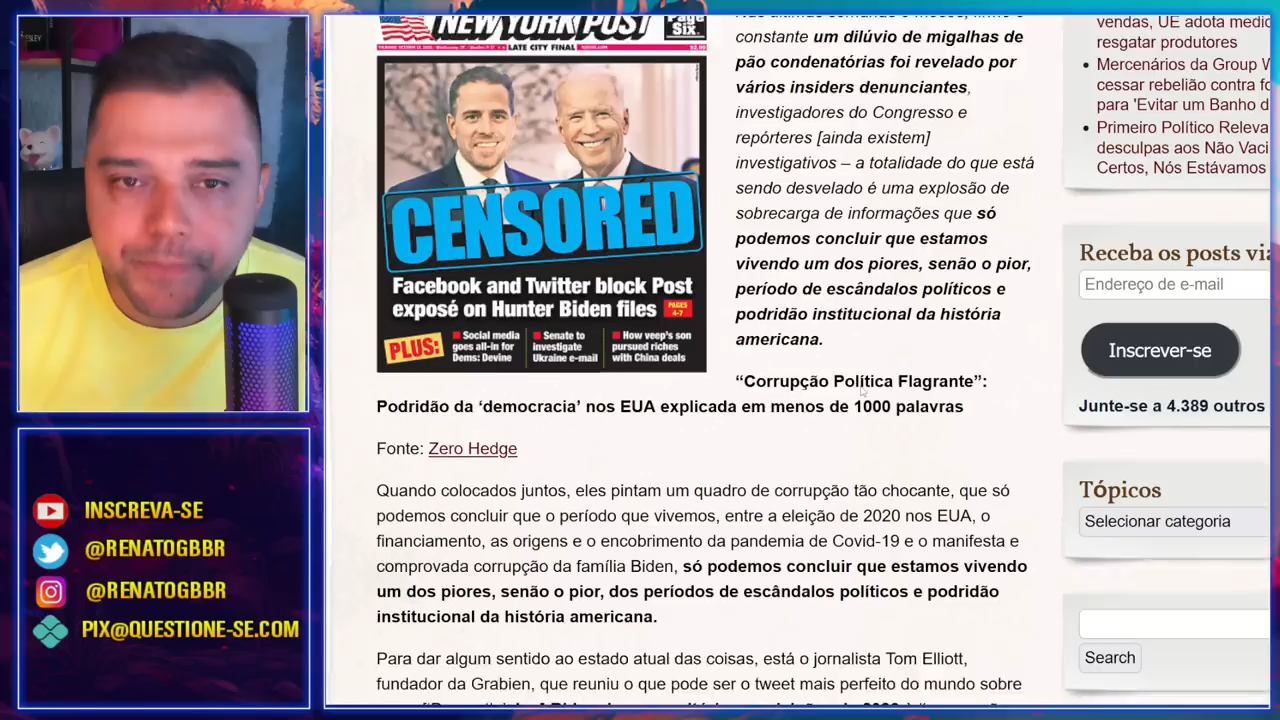 NEW YORK POST
Page
Six.
LATE CITY FINAL
$2.00
CENSORED
Facebook and Twitter block Post
exposé on Hunter Biden files
PAGES
4-7
PLUS:
Social media
goes all-in for
Dems: Devine
Senate to
investigate
Ukraine e-mail
How veep's son
pursued riches
with China deals
constante um dilúvio de migalhas de
pão condenatórias foi revelado por
vários insiders denunciantes,
investigadores do Congresso e
repórteres [ainda existem]
investigativos – a totalidade do que está
sendo desvelado é uma explosão de
sobrecarga de informações que só
podemos concluir que estamos
vivendo um dos piores, senão o pior,
período de escândalos políticos e
podridão institucional da história
americana.
“Corrupção Política Flagrante”:
Podridão da ‘democracia’ nos EUA explicada em menos de 1000 palavras
Fonte: Zero Hedge
Quando colocados juntos, eles pintam um quadro de corrupção tão chocante, que só
podemos concluir que o período que vivemos, entre a eleição de 2020 nos EUA, o
financiamento, as origens e o encobrimento da pandemia de Covid-19 e o manifesta e
comprovada corrupção da família Biden, só podemos concluir que estamos vivendo
um dos piores, senão o pior, dos períodos de escândalos políticos e podridão
institucional da história americana.
Para dar algum sentido ao estado atual das coisas, está o jornalista Tom Elliott,
fundador da Grabien, que reuniu o que pode ser o tweet mais perfeito do mundo sobre
vendas, UE adota medid
resgatar produtores
Mercenários da Group W
cessar rebelião contra fo
para 'Evitar um Banho d
Primeiro Político Releva
desculpas aos Não Vaci
Certos, Nós Estávamos
Receba os posts via
Endereço de e-mail
Inscrever-se
Junte-se a 4.389 outros
Tópicos
Selecionar categoria
Search
INSCREVA-SE
@RENATOGBBR
@RENATOGBBR
PIX@QUESTIONE-SE.COM